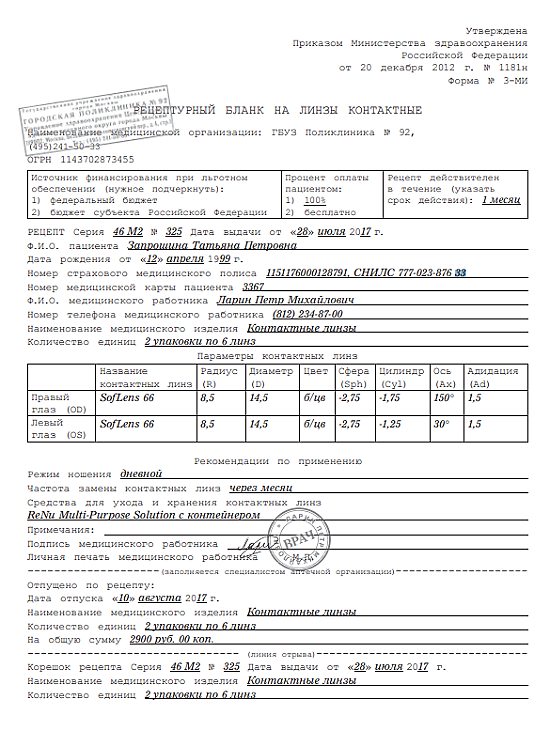 Утверждена
Приказом Министерства здравоохранения
Российской Федерации
от 20 декабря 2012 г. № 1181н
Форма № 3-МИ
Государственное учреждение здравоохранения
города Москвы
ГОРОДСКАЯ ПОЛИКЛИНИКА № 92
РЕЦЕПТУРНЫЙ БЛАНК НА ЛИНЗЫ КОНТАКТНЫЕ
Наименование медицинской организации: ГБУЗ Поликлиника № 92,
(495)241-50-33
ОГРН 1143702873455
Источник финансирования при льготном обеспечении (нужное подчеркнуть):
1) федеральный бюджет
2) бюджет субъекта Российской Федерации
Процент оплаты пациентом:
1) 100%
2) бесплатно
Рецепт действителен в течение (указать срок действия): 1 месяц
РЕЦЕПТ Серия 46 М2 № 325 Дата выдачи от «28» июля 2017 г.
Ф.И.О. пациента Запрошина Татьяна Петровна
Дата рождения от «12» апреля 1999 г.
Номер страхового медицинского полиса 1151176000128791, СНИЛС 777-023-876 33
Номер медицинской карты пациента 3367
Ф.И.О. медицинского работника Ларин Петр Михайлович
Номер телефона медицинского работника (812) 234-87-00
Наименование медицинского изделия Контактные линзы
Количество единиц 2 упаковки по 6 линз
Параметры контактных линз
Название контактных линз Радиус (R) Диаметр (D) Цвет Сфера (Sph) Цилиндр (Cyl) Ось (Ax) Адидация (Ad)
Правый глаз (OD) SofLens 66 8,5 14,5 б/цв -2,75 -1,75 150° 1,5
Левый глаз (OS) SofLens 66 8,5 14,5 б/цв -2,75 -1,25 30° 1,5
Рекомендации по применению
Режим ношения дневной
Частота замены контактных линз через месяц
Средства для ухода и хранения контактных линз
ReNu Multi-Purpose Solution с контейнером
Примечания:
Подпись медицинского работника
Личная печать медицинского работника М.П.
ВРАЧ
(заполняется специалистом аптечной организации)
Отпущено по рецепту:
Дата отпуска «10» августа 2017 г.
Наименование медицинского изделия Контактные линзы
Количество единиц 2 упаковки по 6 линз
На общую сумму 2900 руб. 00 коп.
(линия отрыва)
Корешок рецепта Серия 46 М2 № 325 Дата выдачи от «28» июля 2017 г.
Наименование медицинского изделия Контактные линзы
Количество единиц 2 упаковки по 6 линз